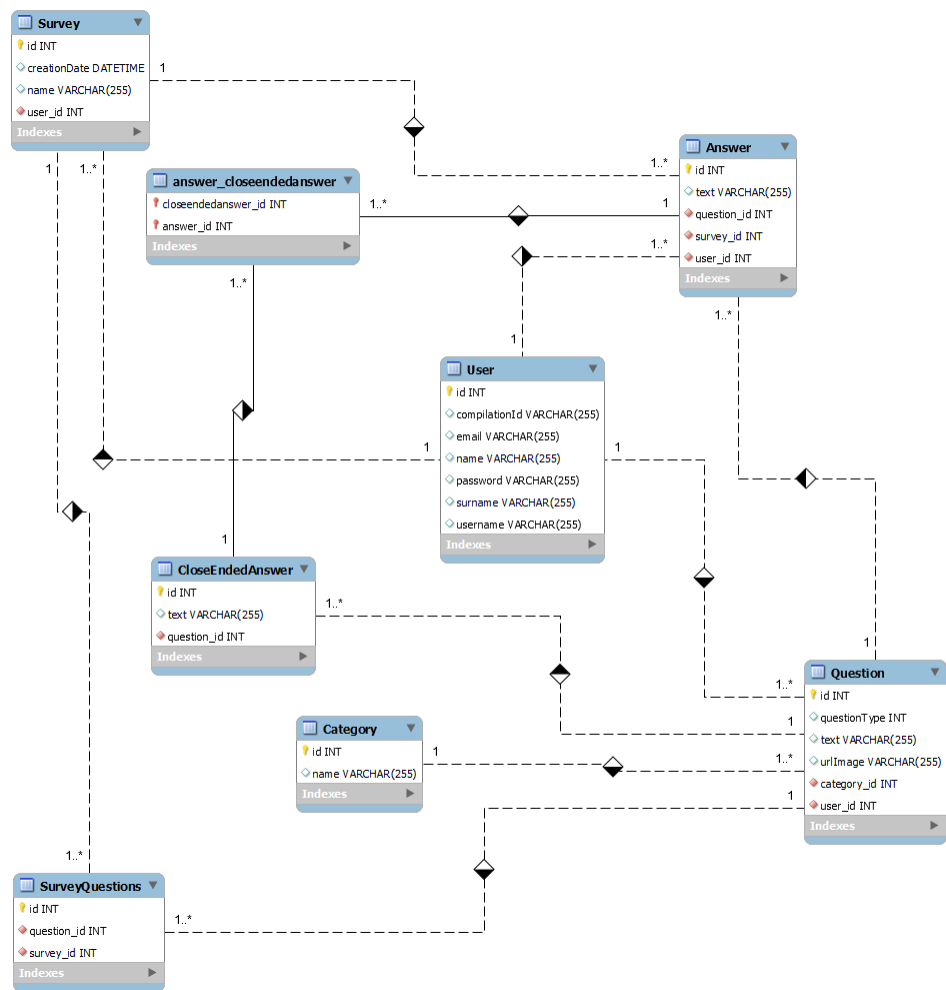 Survey
id INT
creationDate DATETIME
name VARCHAR(255)
user_id INT
Indexes
1
1..*
1
1..*
answer_closeendedanswer
closeendedanswer_id INT
answer_id INT
Indexes
1..*
1
1..*
Answer
id INT
text VARCHAR(255)
question_id INT
survey_id INT
user_id INT
Indexes
1..*
1..*
1
User
id INT
compilationId VARCHAR(255)
email VARCHAR(255)
name VARCHAR(255)
password VARCHAR(255)
surname VARCHAR(255)
username VARCHAR(255)
Indexes
1
1
1
CloseEndedAnswer
id INT
text VARCHAR(255)
question_id INT
Indexes
1..*
1
Question
id INT
questionType INT
text VARCHAR(255)
urlImage VARCHAR(255)
category_id INT
user_id INT
Indexes
1..*
1
1..*
1
Category
id INT
name VARCHAR(255)
Indexes
1
1..*
SurveyQuestions
id INT
question_id INT
survey_id INT
Indexes
1..*